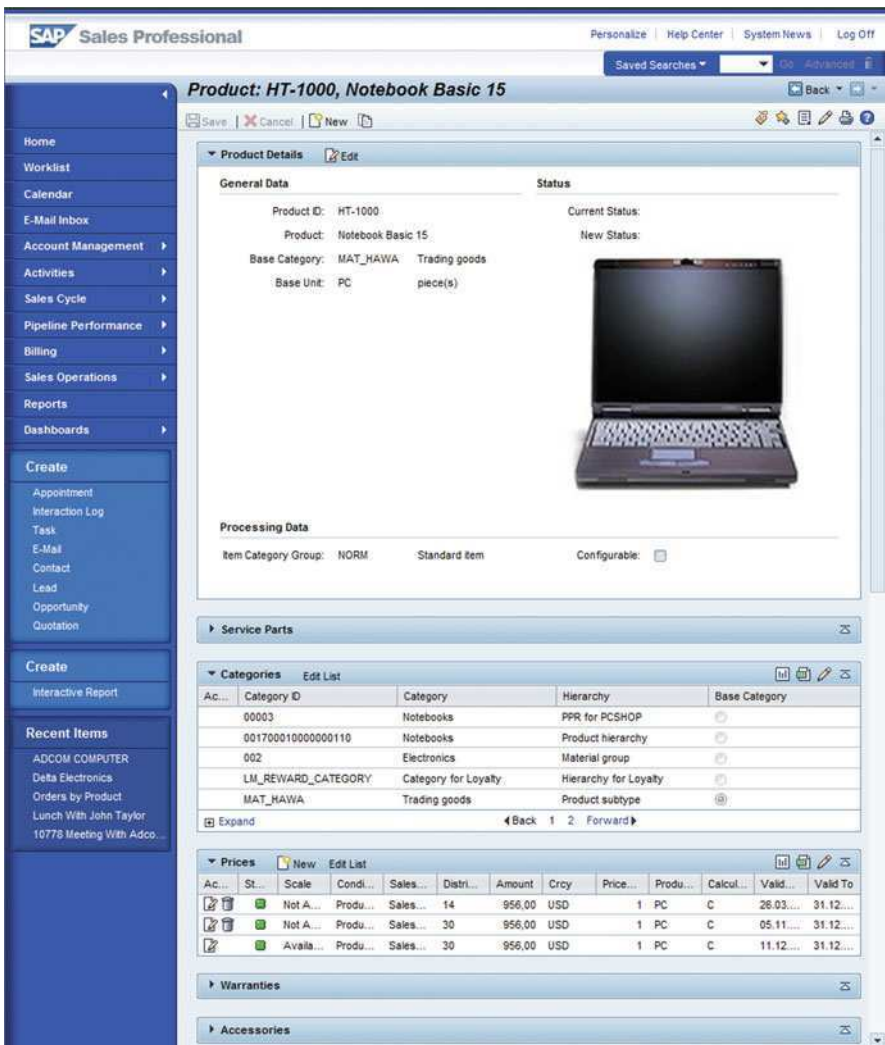 SAP Sales Professional
Personalize Help Center System News Log Off
Saved Searches Go Advanced
Product: HT-1000, Notebook Basic 15
Back
Save Cancel New
Home
Worklist
Calendar
E-Mail Inbox
Account Management
Activities
Sales Cycle
Pipeline Performance
Billing
Sales Operations
Reports
Dashboards
Create
Appointment
Interaction Log
Task
E-Mail
Contact
Lead
Opportunity
Quotation
Create
Interactive Report
Recent Items
ADCOM COMPUTER
Delta Electronics
Orders by Product
Lunch With John Taylor
10778 Meeting With Adco...
Product Details Edit
General Data Status
Product ID: HT-1000 Current Status:
Product: Notebook Basic 15 New Status:
Base Category: MAT_HAWA Trading goods
Base Unit: PC piece(s)
Processing Data
Item Category Group: NORM Standard item Configurable:
Service Parts
Categories Edit List
Ac... Category ID Category Hierarchy Base Category
00003 Notebooks PPR for PCSHOP
001700010000000110 Notebooks Product hierarchy
002 Electronics Material group
LM_REWARD_CATEGORY Category for Loyalty Hierarchy for Loyalty
MAT_HAWA Trading goods Product subtype
Expand Back 1 2 Forward
Prices New Edit List
Ac... St... Scale Condi... Sales... Distri... Amount Crcy Price... Produ... Calcul... Valid... Valid To
Not A... Produ... Sales... 14 956,00 USD 1 PC C 26.03.... 31.12....
Not A... Produ... Sales... 30 956,00 USD 1 PC C 05.11.... 31.12....
Availa... Produ... Sales... 30 956,00 USD 1 PC C 11.12.... 31.12....
Warranties
Accessories